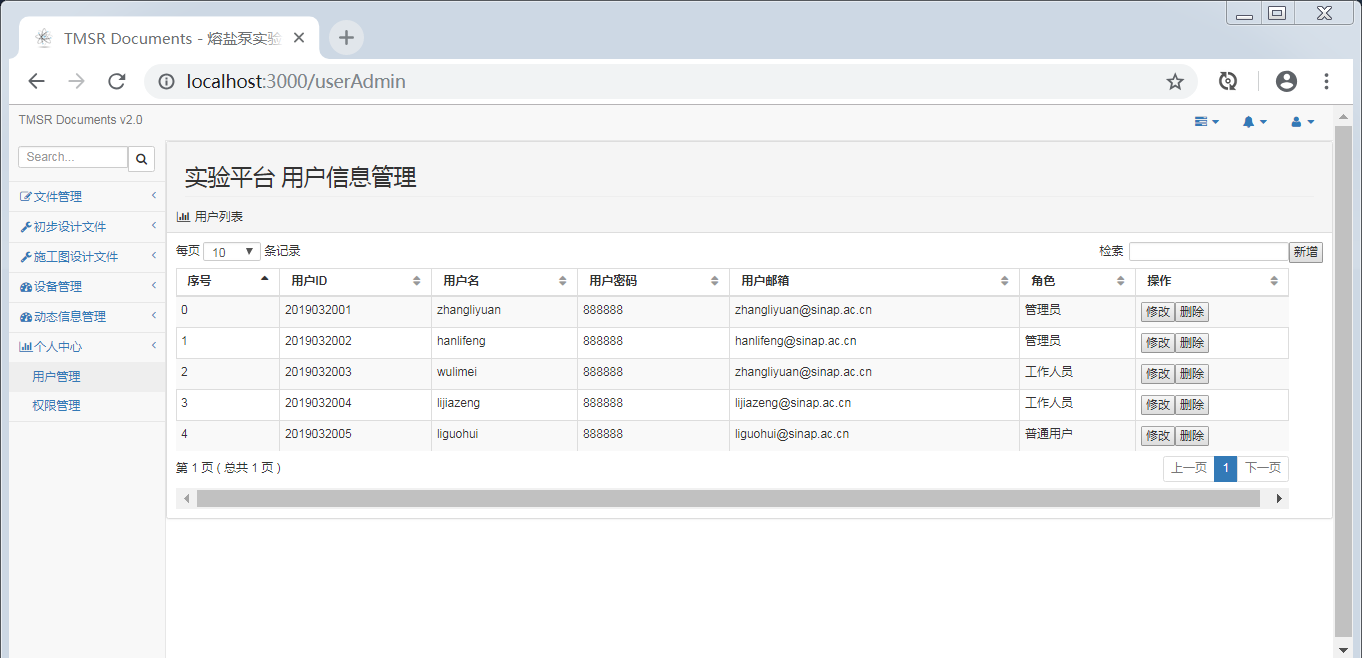 TMSR Documents - 熔盐泵实验
localhost:3000/userAdmin
TMSR Documents v2.0
Search...
文件管理
初步设计文件
施工图设计文件
设备管理
动态信息管理
个人中心
用户管理
权限管理
实验平台 用户信息管理
用户列表
每页 10 条记录 检索 新增
序号 用户ID 用户名 用户密码 用户邮箱 角色 操作
0 2019032001 zhangliyuan 888888 zhangliyuan@sinap.ac.cn 管理员 修改 删除
1 2019032002 hanlifeng 888888 hanlifeng@sinap.ac.cn 管理员 修改 删除
2 2019032003 wulimei 888888 zhangliyuan@sinap.ac.cn 工作人员 修改 删除
3 2019032004 lijiazeng 888888 lijiazeng@sinap.ac.cn 工作人员 修改 删除
4 2019032005 liguohui 888888 liguohui@sinap.ac.cn 普通用户 修改 删除
第 1 页 ( 总共 1 页 ) 上一页 1 下一页